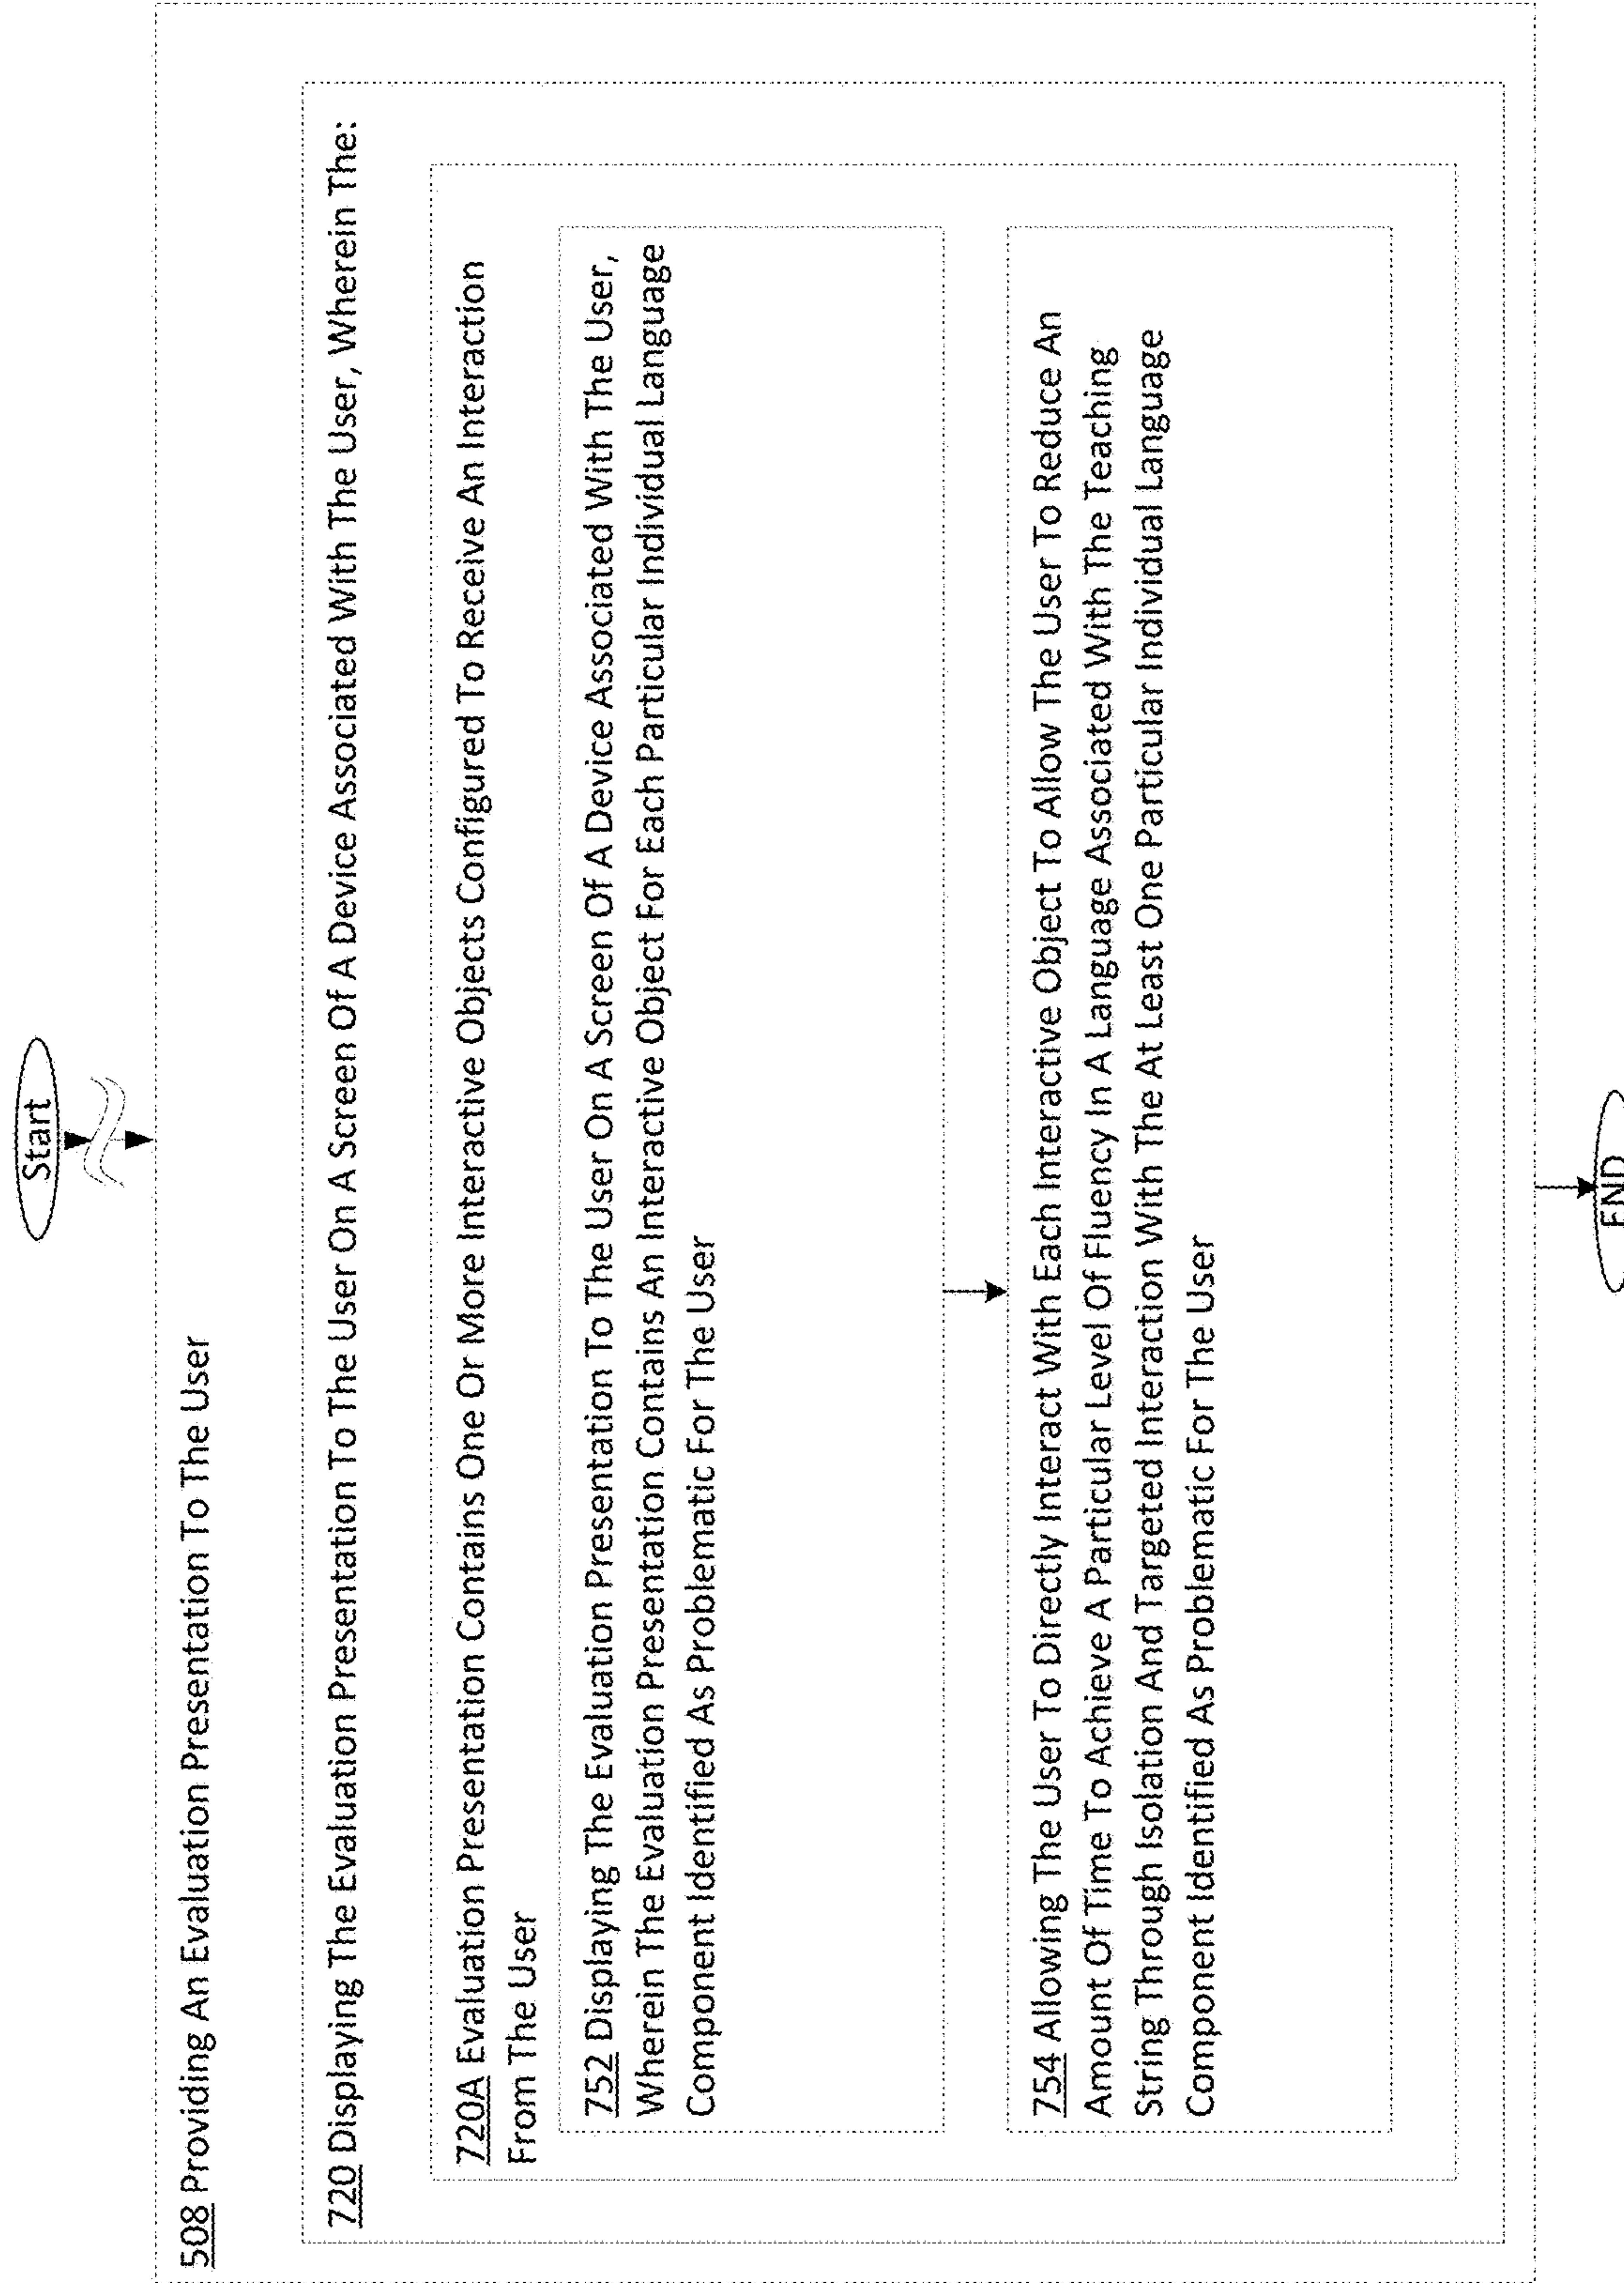 Start
508 Providing An Evaluation Presentation To The User
720 Displaying The Evaluation Presentation To The User On A Screen Of A Device Associated With The User, Wherein The:
720A Evaluation Presentation Contains One Or More Interactive Objects Configured To Receive An Interaction
From The User
752 Displaying The Evaluation Presentation To The User On A Screen Of A Device Associated With The User,
Wherein The Evaluation Presentation Contains An Interactive Object For Each Particular Individual Language
Component Identified As Problematic For The User
754 Allowing The User To Directly Interact With Each Interactive Object To Allow The User To Reduce An
Amount Of Time To Achieve A Particular Level Of Fluency In A Language Associated With The Teaching
String Through Isolation And Targeted Interaction With The At Least One Particular Individual Language
Component Identified As Problematic For The User
END